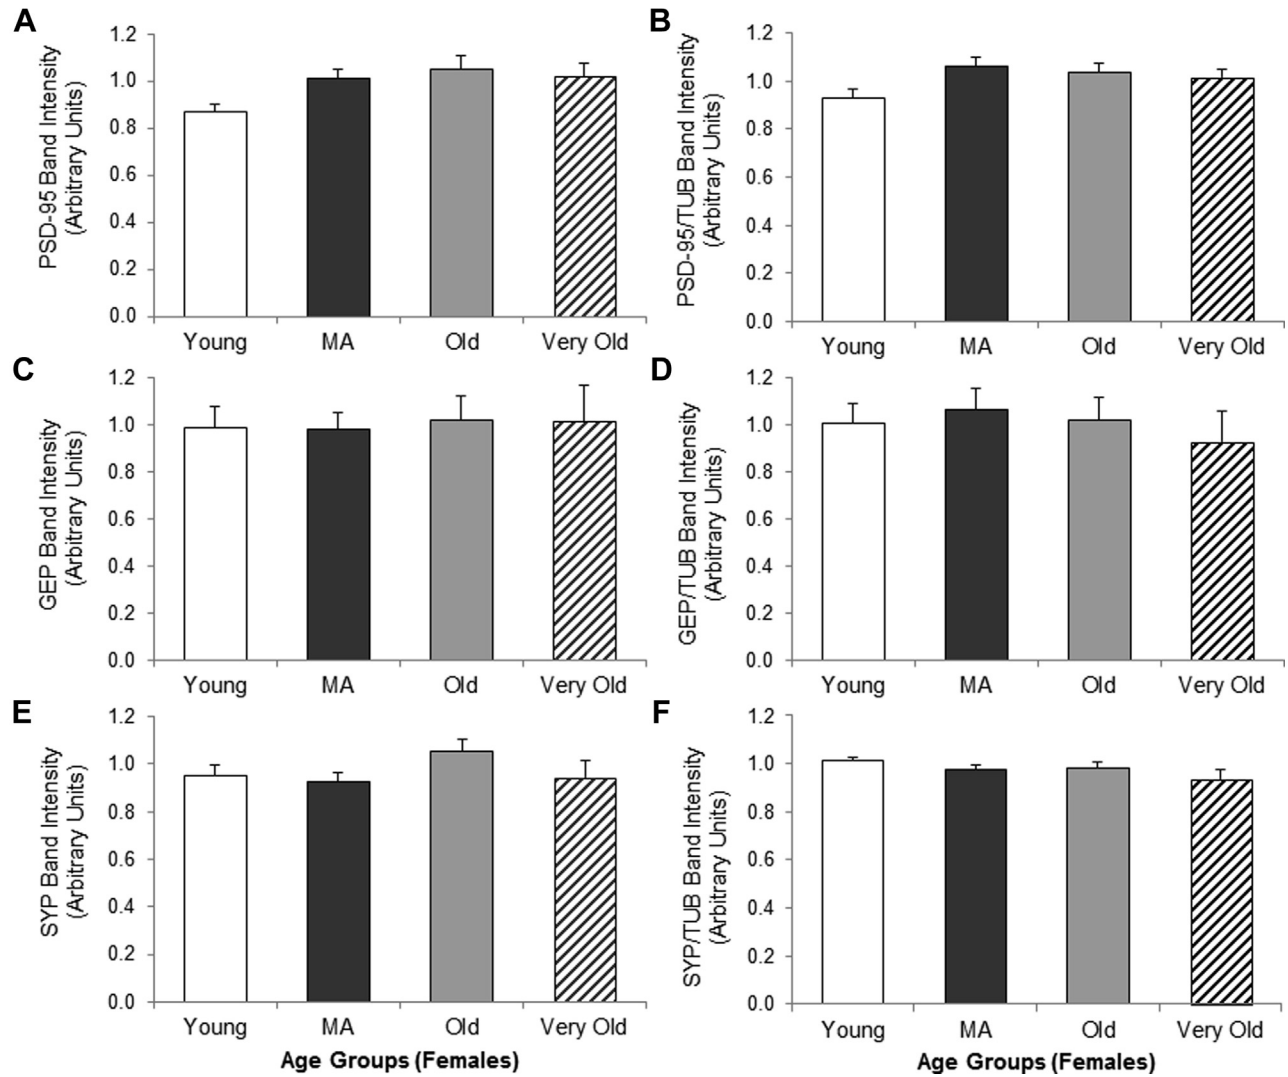 A
PSD-95 Band Intensity
(Arbitrary Units)
1.2
1.0
0.8
0.6
0.4
0.2
0.0
Young MA Old Very Old
B
PSD-95/TUB Band Intensity
(Arbitrary Units)
1.2
1.0
0.8
0.6
0.4
0.2
0.0
Young MA Old Very Old
C
GEP Band Intensity
(Arbitrary Units)
1.2
1.0
0.8
0.6
0.4
0.2
0.0
Young MA Old Very Old
D
GEP/TUB Band Intensity
(Arbitrary Units)
1.2
1.0
0.8
0.6
0.4
0.2
0.0
Young MA Old Very Old
E
SYP Band Intensity
(Arbitrary Units)
1.2
1.0
0.8
0.6
0.4
0.2
0.0
Young MA Old Very Old
Age Groups (Females)
F
SYP/TUB Band Intensity
(Arbitrary Units)
1.2
1.0
0.8
0.6
0.4
0.2
0.0
Young MA Old Very Old
Age Groups (Females)